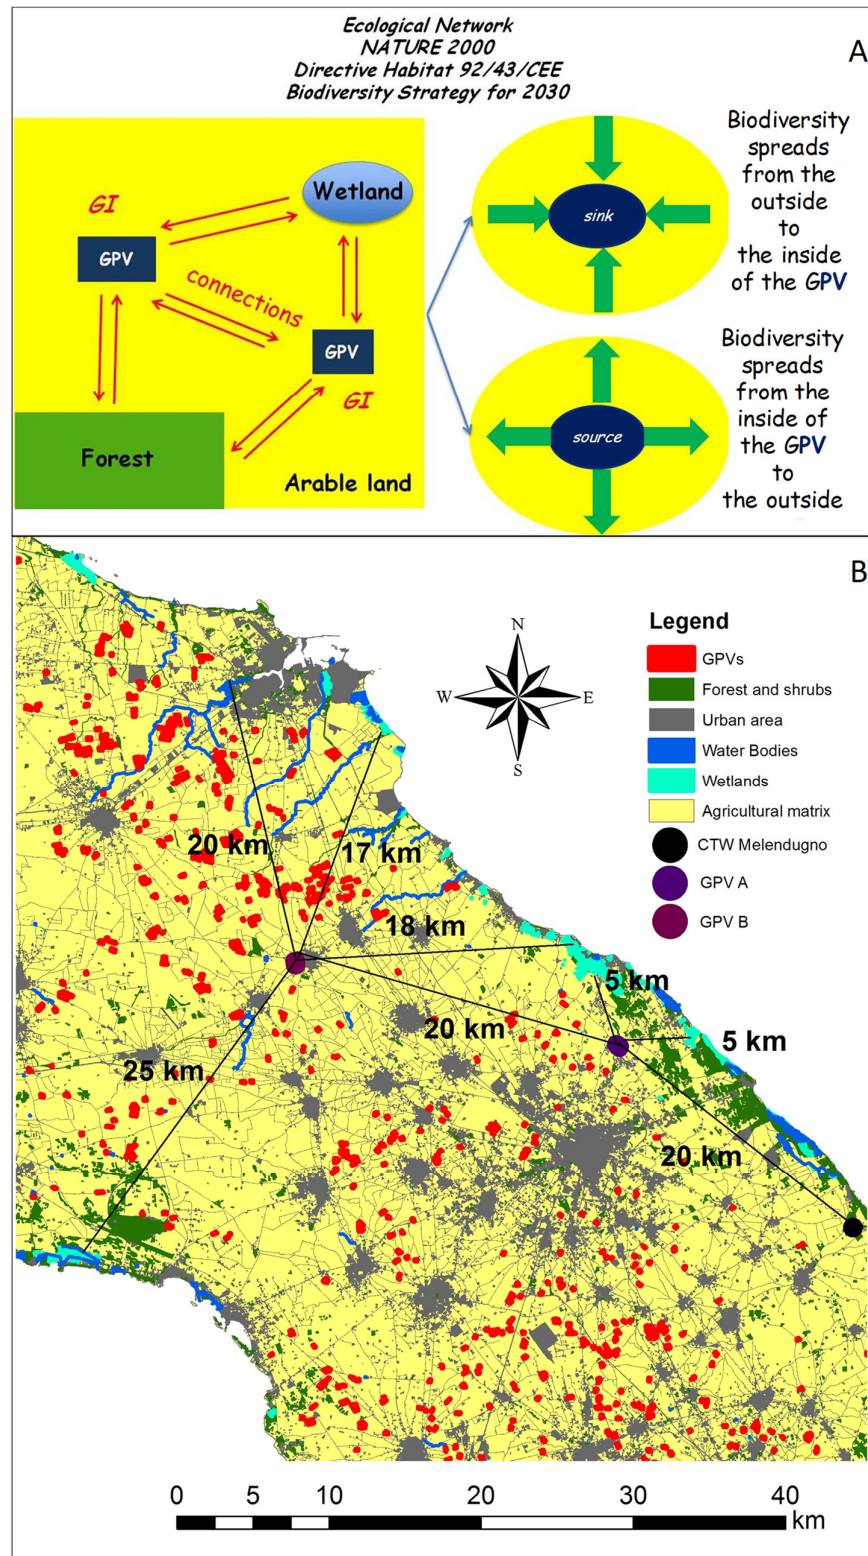 Ecological Network
NATURE 2000
Directive Habitat 92/43/CEE
Biodiversity Strategy for 2030
A
GI
Wetland
GPV
connections
GPV
GI
Forest
Arable land
sink
Biodiversity
spreads
from the
outside
to
the inside
of the GPV
source
Biodiversity
spreads
from the
inside of
the GPV
to
the outside
B
N
W
E
S
Legend
GPVs
Forest and shrubs
Urban area
Water Bodies
Wetlands
Agricultural matrix
CTW Melendugno
GPV A
GPV B
20 km
17 km
18 km
5 km
20 km
5 km
25 km
20 km
0 5 10 20 30 40
km